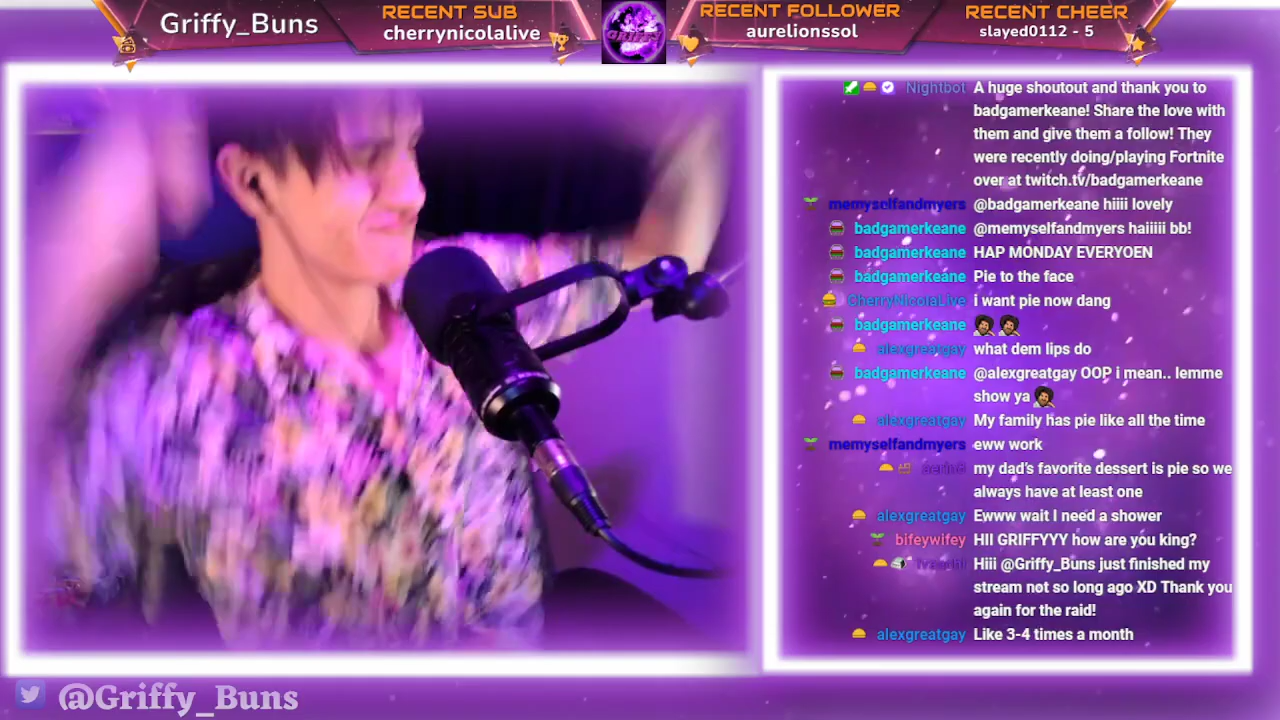 Griffy_Buns
RECENT SUB
cherrynicolalive
GRIFFY
RECENT FOLLOWER
aurelionssol
RECENT CHEER
slayed0112 - 5
Nightbot A huge shoutout and thank you to
badgamerkeane! Share the love with
them and give them a follow! They
were recently doing/playing Fortnite
over at twitch.tv/badgamerkeane
memyselfandmyers @badgamerkeane hiiii lovely
badgamerkeane @memyselfandmyers haiiiii bb!
badgamerkeane HAP MONDAY EVERYOEN
badgamerkeane Pie to the face
CherryNicolaLive i want pie now dang
badgamerkeane
alexgreatgay what dem lips do
badgamerkeane @alexgreatgay OOP i mean.. lemme
show ya
alexgreatgay My family has pie like all the time
memyselfandmyers eww work
my dad's favorite dessert is pie so we
always have at least one
alexgreatgay Ewww wait I need a shower
bifeywifey HII GRIFFYYY how are you king?
Hiii @Griffy_Buns just finished my
stream not so long ago XD Thank you
again for the raid!
alexgreatgay Like 3-4 times a month
@Griffy_Buns